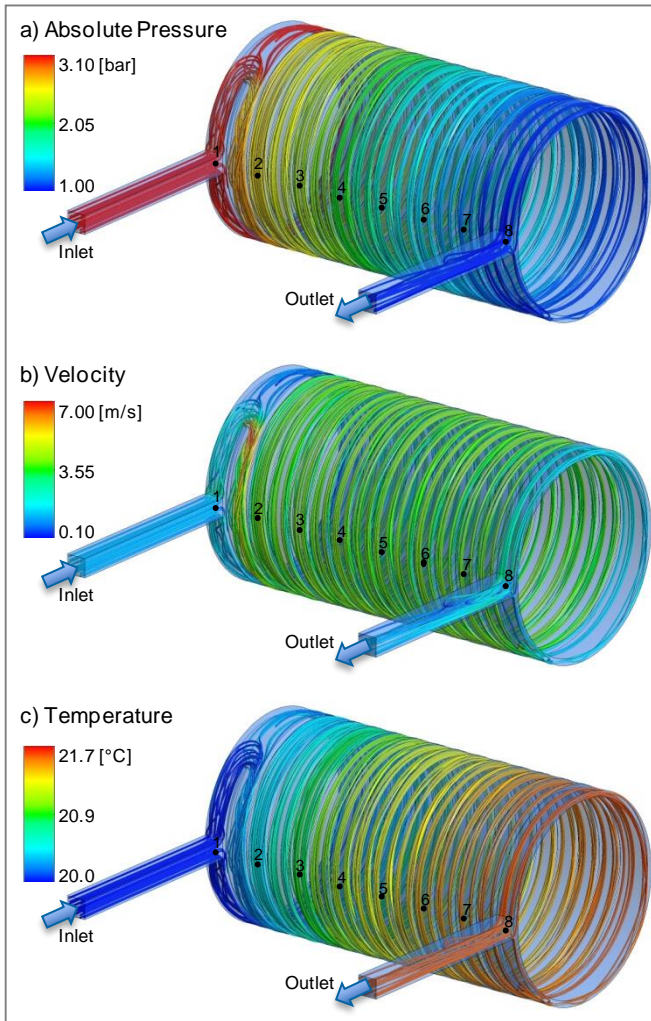 a) Absolute Pressure
3.10 [bar]
2.05
1.00
1
2
3
4
5
6
7
8
Inlet
Outlet
b) Velocity
7.00 [m/s]
3.55
0.10
1
2
3
4
5
6
7
8
Inlet
Outlet
c) Temperature
21.7 [°C]
20.9
20.0
1
2
3
4
5
6
7
8
Inlet
Outlet